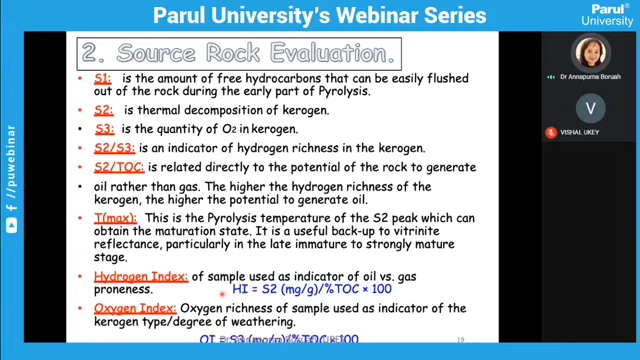 Parul University's Webinar Series
Parul®
University
/puwebinar
2. Source Rock Evaluation.
• S1: is the amount of free hydrocarbons that can be easily flushed
out of the rock during the early part of Pyrolysis.
• S2: is thermal decomposition of kerogen.
• S3: is the quantity of O2 in kerogen.
• S2/S3: is an indicator of hydrogen richness in the kerogen.
• S2/TOC: is related directly to the potential of the rock to generate
• oil rather than gas. The higher the hydrogen richness of the
kerogen, the higher the potential to generate oil.
• T(max): This is the Pyrolysis temperature of the S2 peak which can
obtain the maturation state. It is a useful back-up to vitrinite
reflectance, particularly in the late immature to strongly mature
stage.
• Hydrogen Index: of sample used as indicator of oil vs. gas
proneness. HI = S2 (mg/g)/%TOC × 100
• Oxygen Index: Oxygen richness of sample used as indicator of the
kerogen type/degree of weathering.
OI = S3 (mg/g)/%TOC × 100
19
Dr Annapurna Boruah
V
VISHAL UKEY